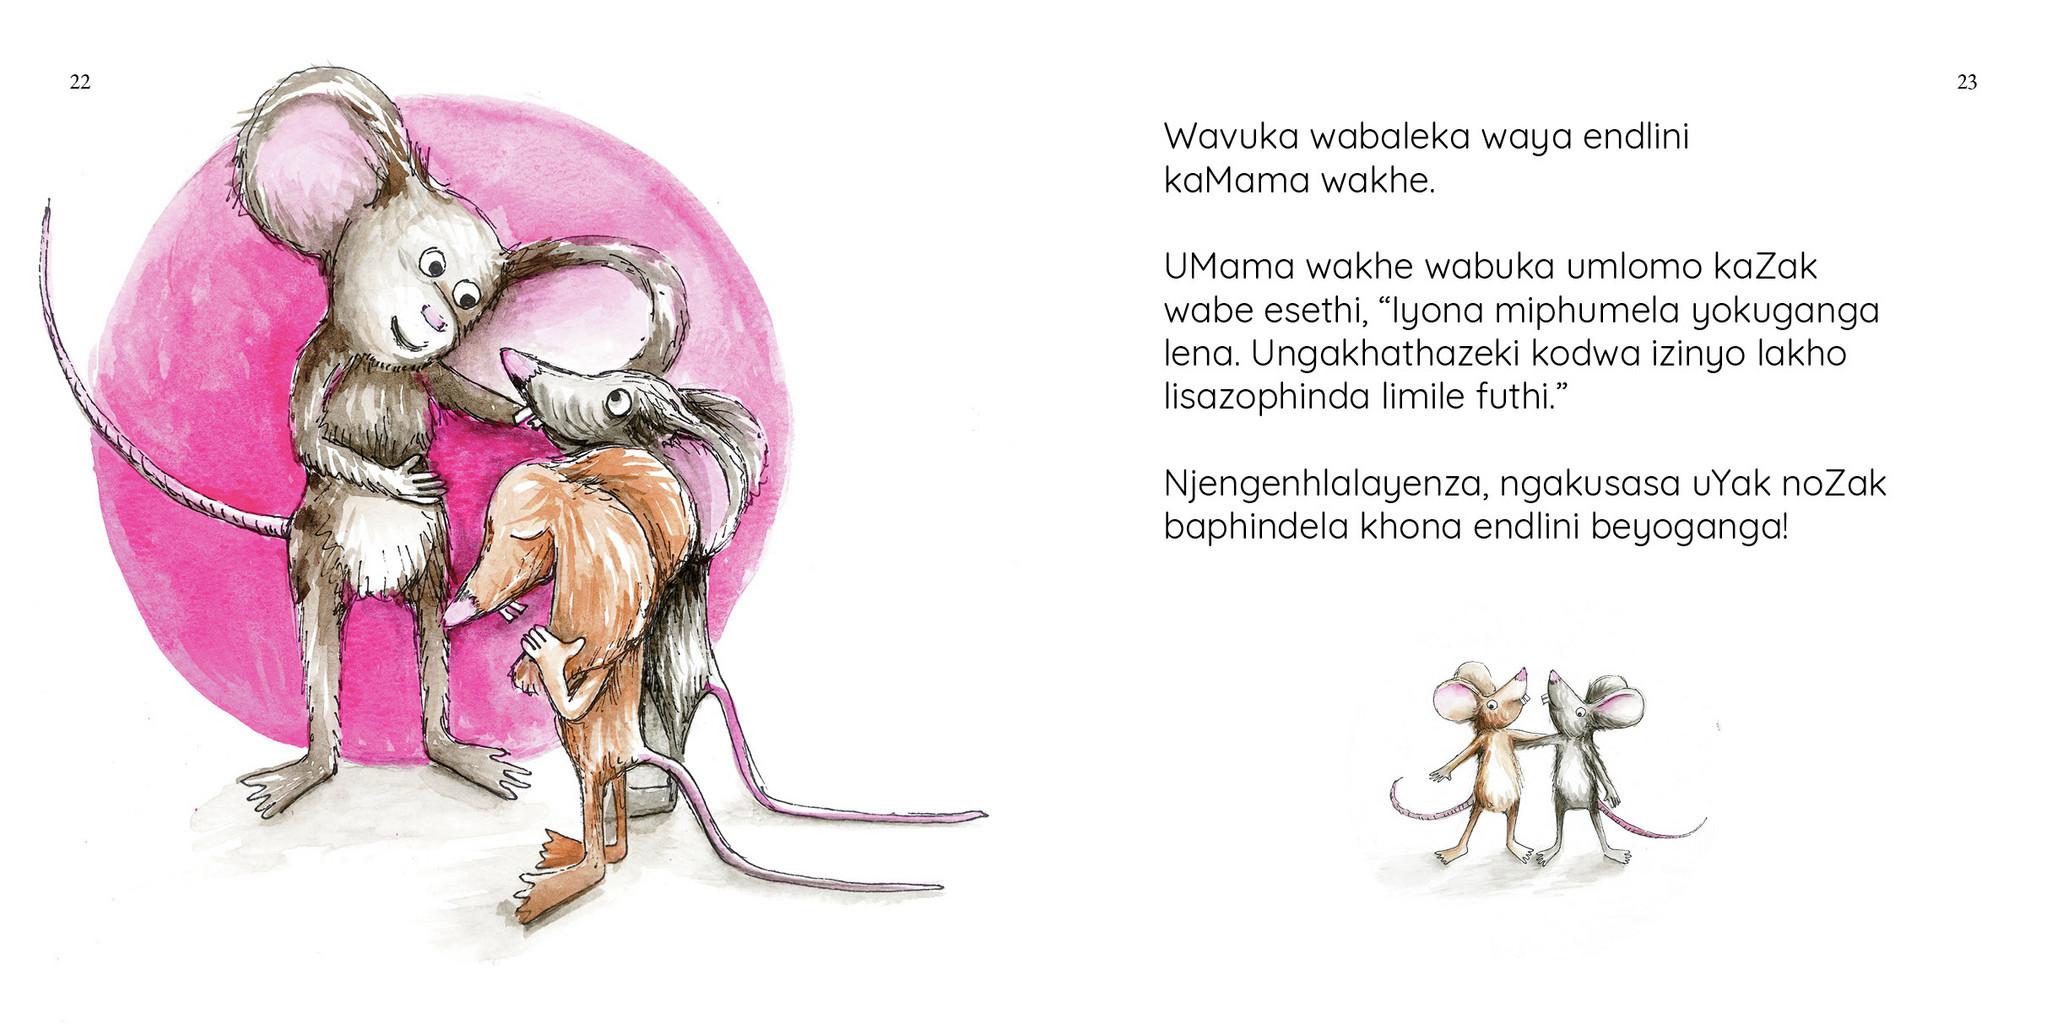 22
23
Wavuka wabaleka waya endlini
kaMama wakhe.
UMama wakhe wabuka umlomo kaZak
wabe esethi, “Iyona miphumela yokuganga
lena. Ungakhathazeki kodwa izinyo lakho
lisazophinda limile futhi.”
Njengenhlalayenza, ngakusasa uYak noZak
baphindela khona endlini beyoganga!